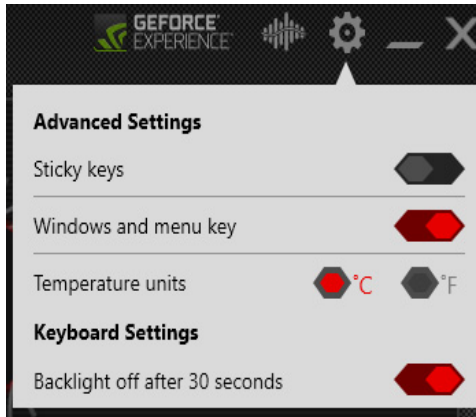 GEFORCE
EXPERIENCE
Advanced Settings
Sticky keys
Windows and menu key
Temperature units °C °F
Keyboard Settings
Backlight off after 30 seconds